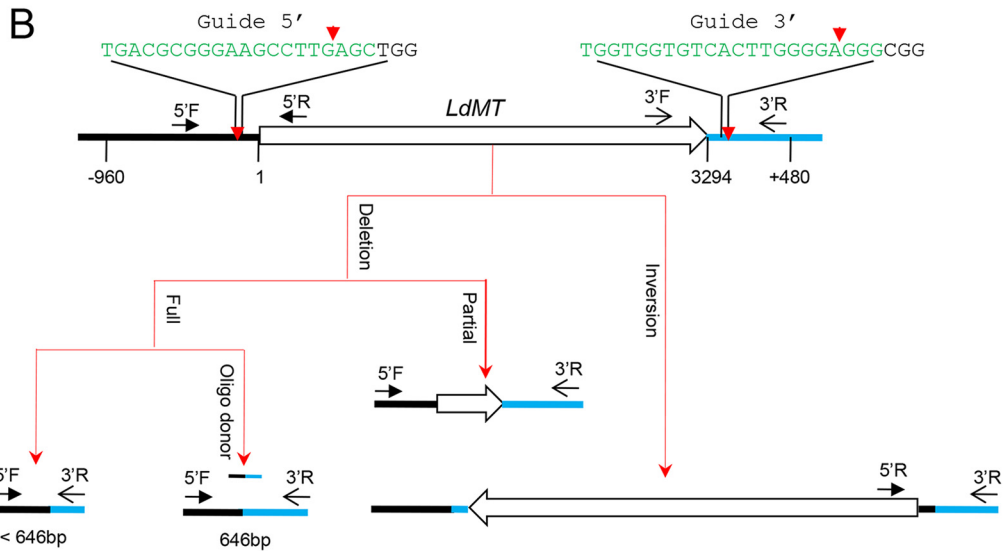 B
Guide 5′
Guide 3′
TGACGCGGGAAGCCTTGAGCTGG
TGGTGGTGTCACTTGGGGAGGGCGG
5'F
5'R
LdMT
3'F
3'R
-960
1
3294
+480
Deletion
Inversion
Full
Partial
Oligo donor
5'F
3'R
5'F
3'R
5'F
3'R
5'R
3'R
< 646bp
646bp